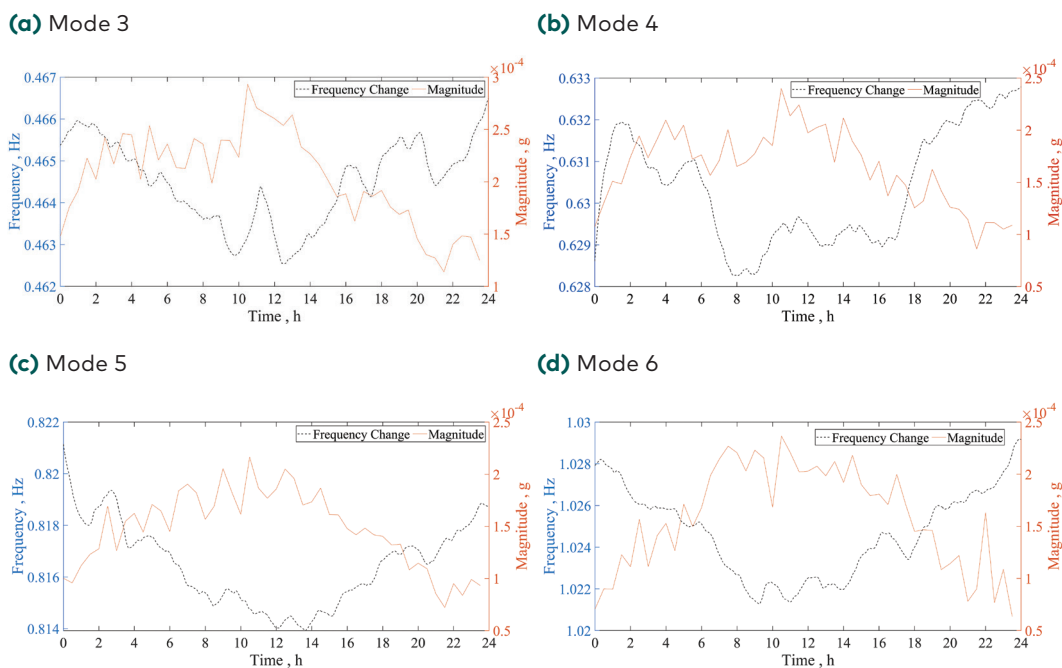 (a) Mode 3
×10⁻⁴
0.467
0.466
0.465
0.464
0.463
0.462
Frequency, Hz
Frequency Change
Magnitude
3
2.5
2
1.5
1
Magnitude , g
0 2 4 6 8 10 12 14 16 18 20 22 24
Time , h
(b) Mode 4
×10⁻⁴
0.633
0.632
0.631
0.63
0.629
0.628
Frequency, Hz
Frequency Change
Magnitude
2.5
2
1.5
1
0.5
Magnitude , g
0 2 4 6 8 10 12 14 16 18 20 22 24
Time , h
(c) Mode 5
×10⁻⁴
0.822
0.82
0.818
0.816
0.814
Frequency , Hz
Frequency Change
Magnitude
2.5
2
1.5
1
0.5
Magnitude , g
0 2 4 6 8 10 12 14 16 18 20 22 24
Time , h
(d) Mode 6
×10⁻⁴
1.03
1.028
1.026
1.024
1.022
1.02
Frequency , Hz
Frequency Change
Magnitude
2.5
2
1.5
1
0.5
Magnitude , g
0 2 4 6 8 10 12 14 16 18 20 22 24
Time , h